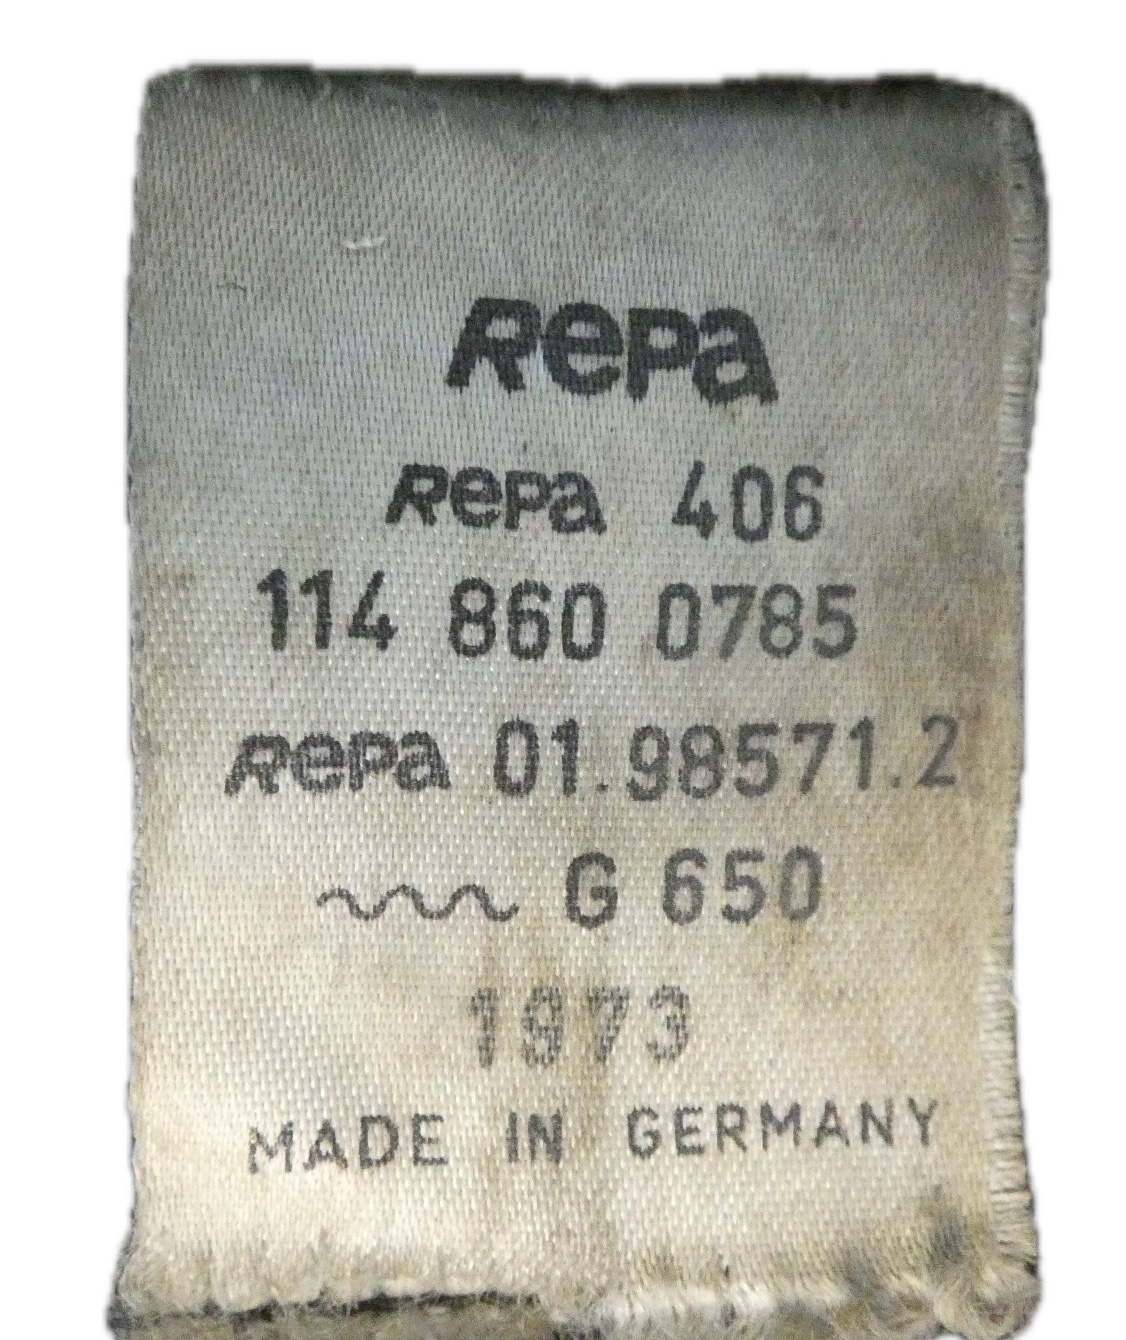 RePa
RePa 406
114 860 0785
RePa 01.98571.2
G 650
1973
MADE IN GERMANY